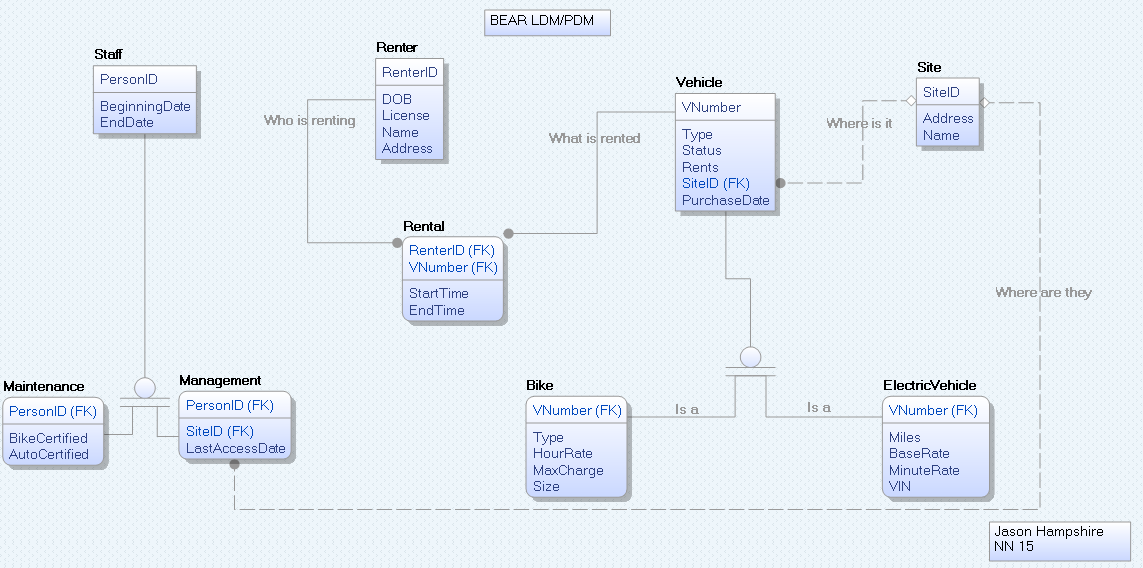 BEAR LDM/PDM
Staff
PersonID
BeginningDate
EndDate
Renter
RenterID
DOB
License
Name
Address
Who is renting
What is rented
Vehicle
VNumber
Type
Status
Rents
SiteID (FK)
PurchaseDate
Where is it
Site
SiteID
Address
Name
Rental
RenterID (FK)
VNumber (FK)
StartTime
EndTime
Where are they
Maintenance
PersonID (FK)
BikeCertified
AutoCertified
Management
PersonID (FK)
SiteID (FK)
LastAccessDate
Bike
VNumber (FK)
Type
HourRate
MaxCharge
Size
Is a
Is a
ElectricVehicle
VNumber (FK)
Miles
BaseRate
MinuteRate
VIN
Jason Hampshire
NN 15